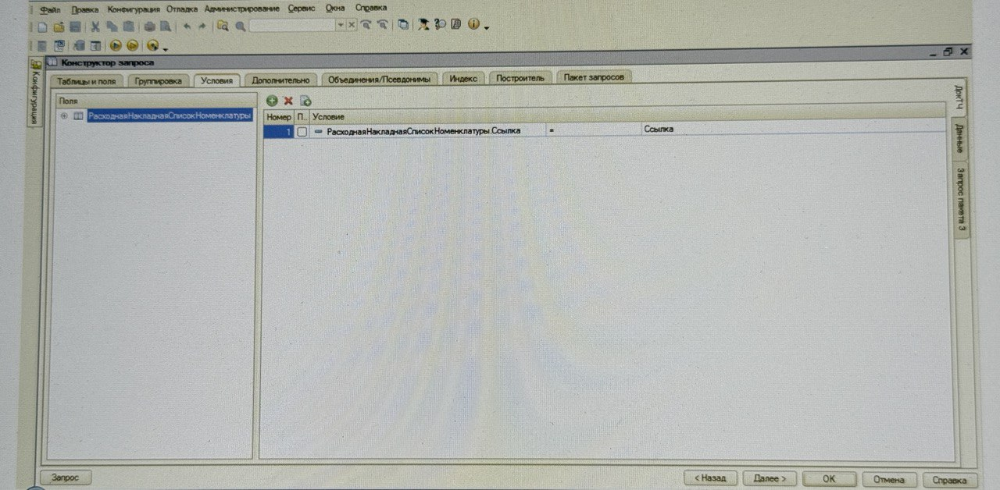 Файл Правка Конфигурация Отладка Администрирование Сервис Окна Справка
Конструктор запроса
Таблицы и поля Группировка Условия Дополнительно Объединения/Псевдонимы Индекс Построитель Пакет запросов
Поля
РасходнаяНакладнаяСписокНоменклатуры
Номер П.. Условие
1 РасходнаяНакладнаяСписокНоменклатуры.Ссылка = Ссылка
Конфигурация
ДокТЧ
Данные
Запрос пакета 3
Запрос < Назад Далее > OK Отмена Справка